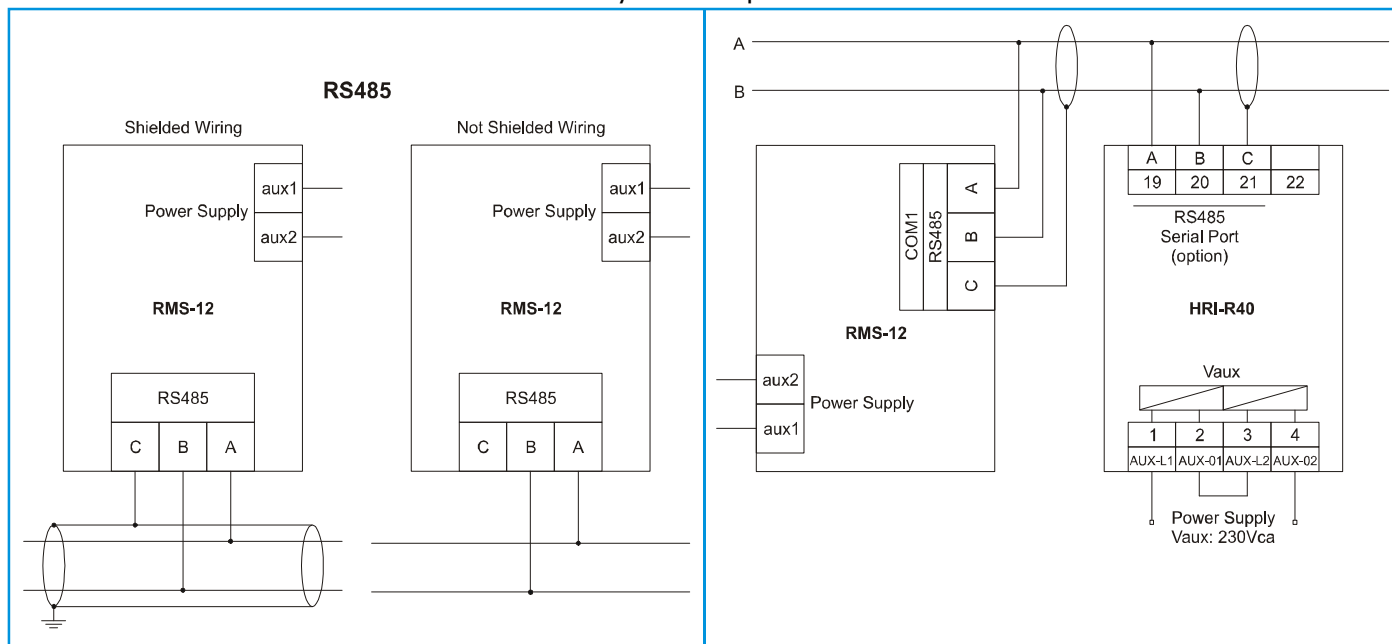 RS485
Shielded Wiring
Not Shielded Wiring
aux1
Power Supply
aux2
RMS-12
RS485
C B A
aux1
Power Supply
aux2
RMS-12
RS485
C B A
A
B
COM1
RS485
A
B
C
RMS-12
aux2
Power Supply
aux1
A B C
19 20 21 22
RS485
Serial Port
(option)
HRI-R40
Vaux
1 2 3 4
AUX-L1 AUX-01 AUX-L2 AUX-02
Power Supply
Vaux: 230Vca